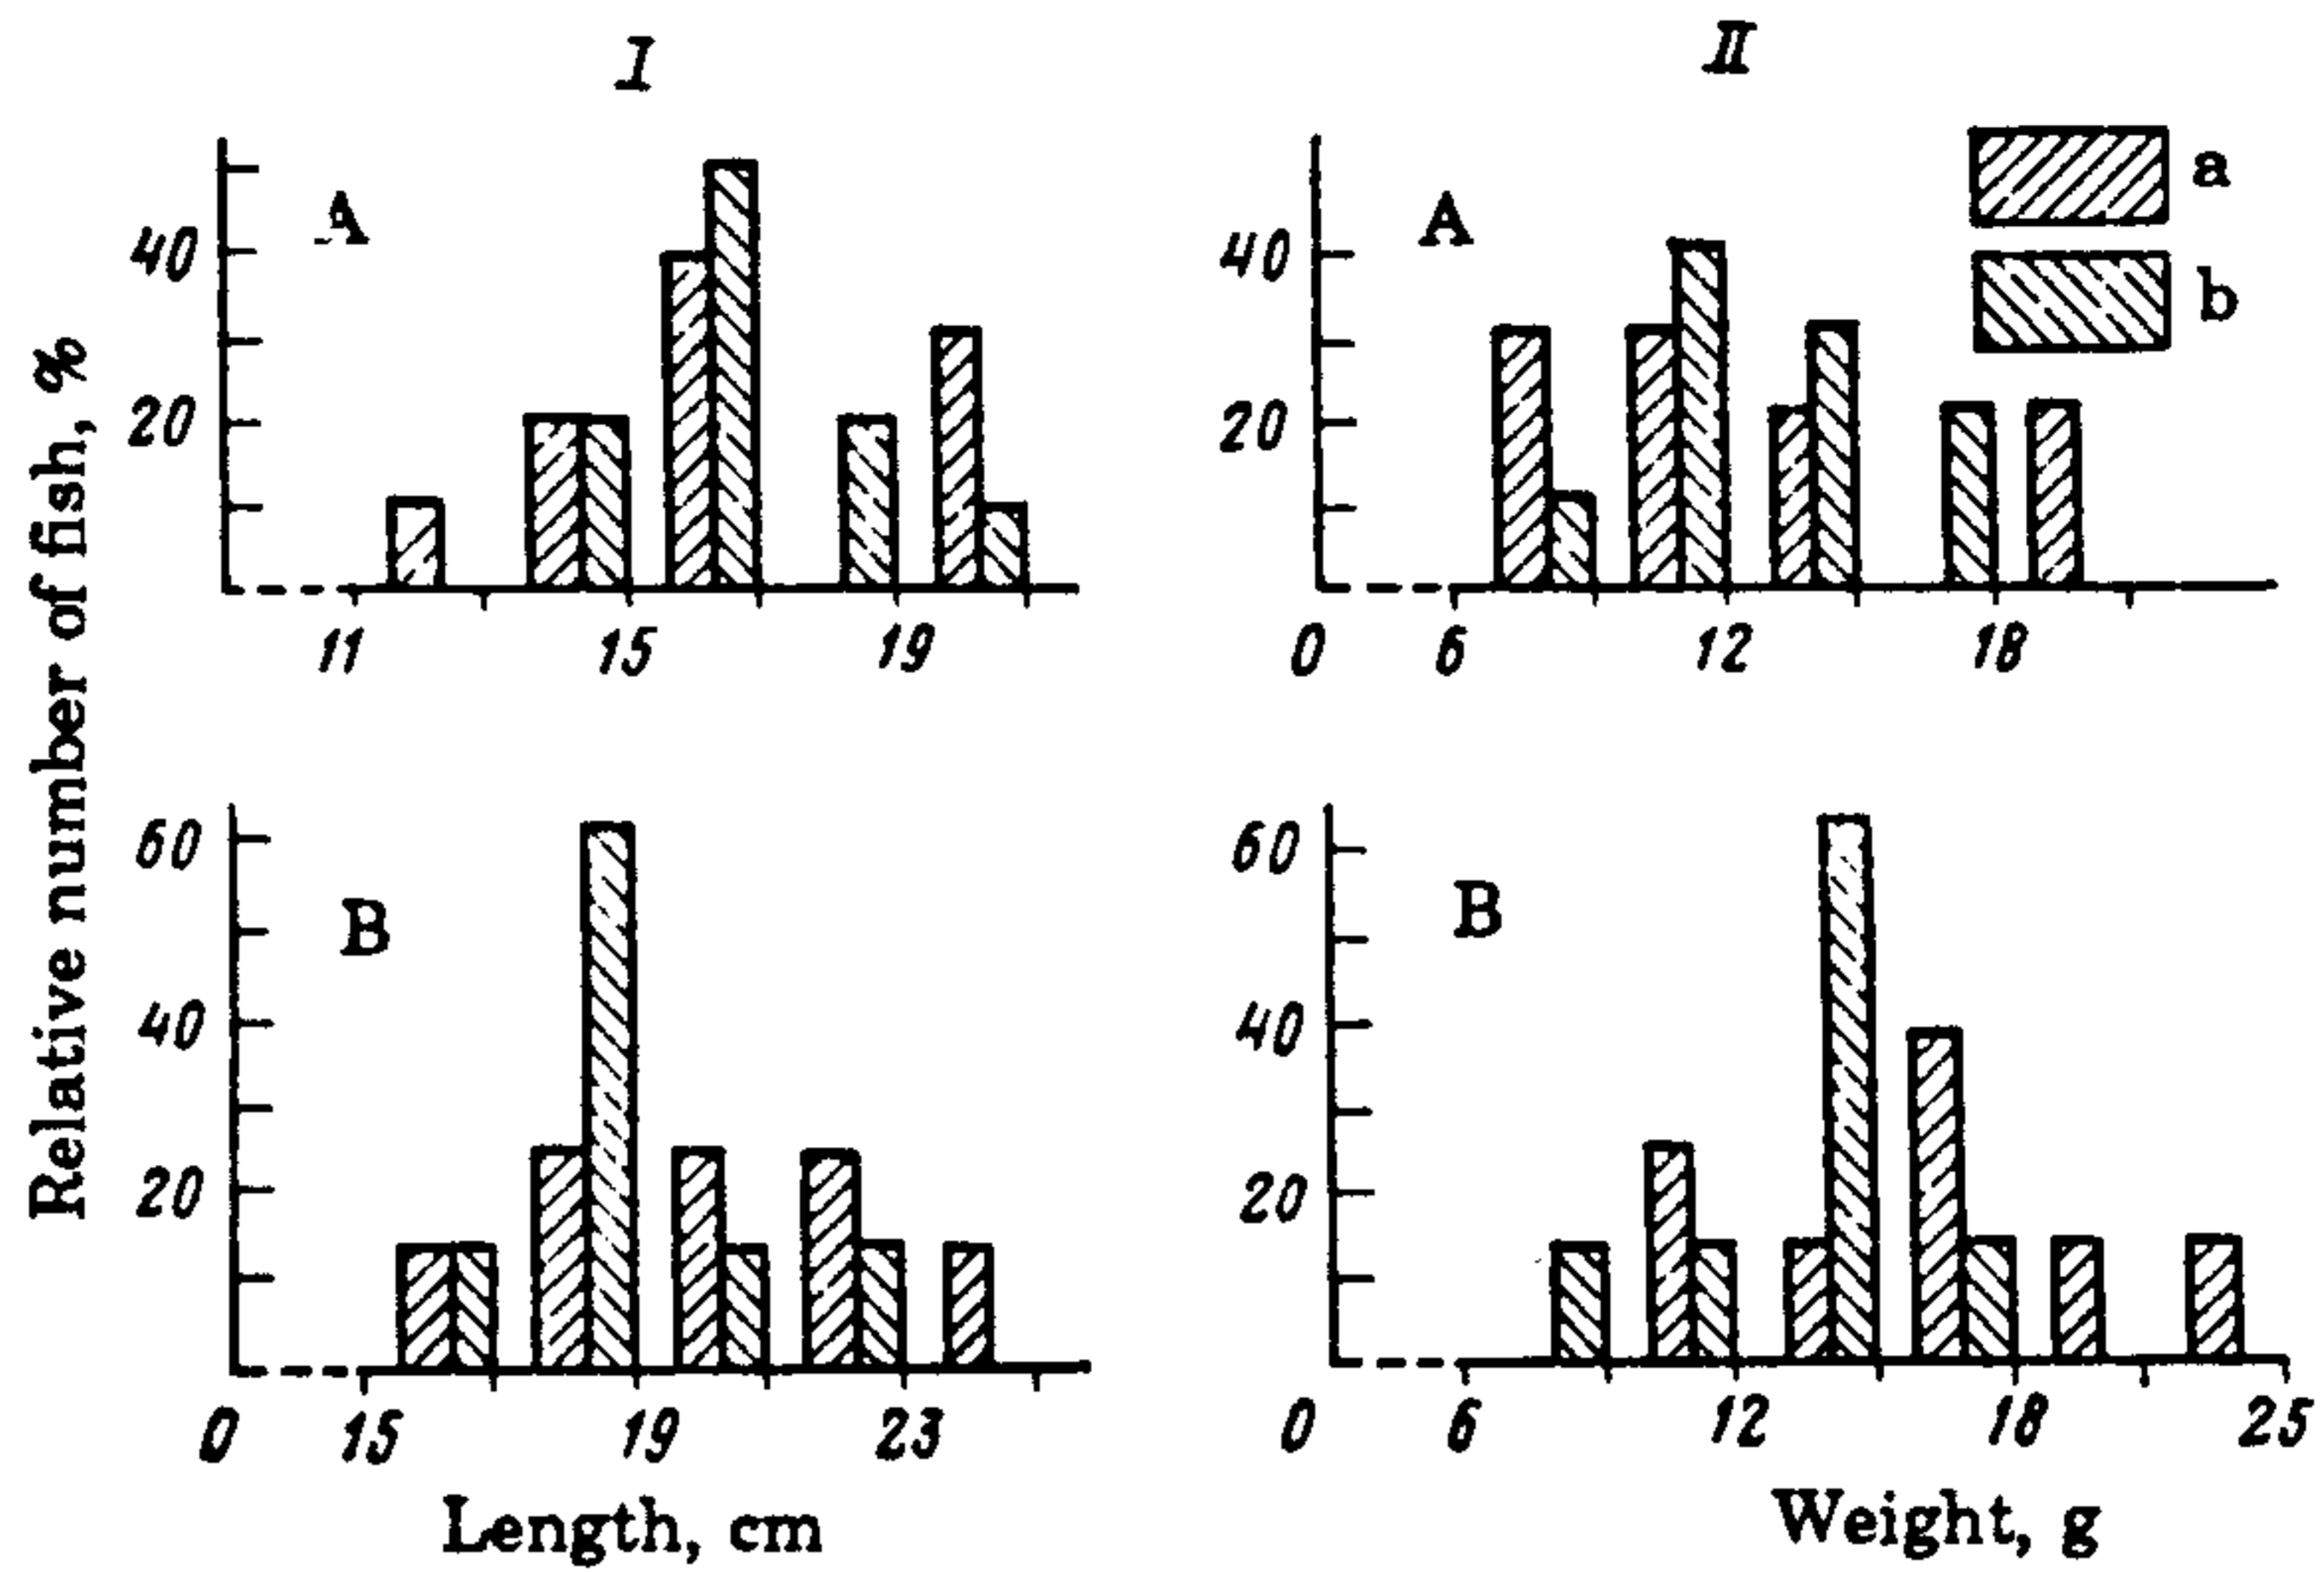 I
II
A
40
20
11 15 19
A
a
b
40
20
0 6 12 18
Relative number of fish, %
B
60
40
20
0 15 19 23
Length, cm
B
60
40
20
0 6 12 18 25
Weight, g